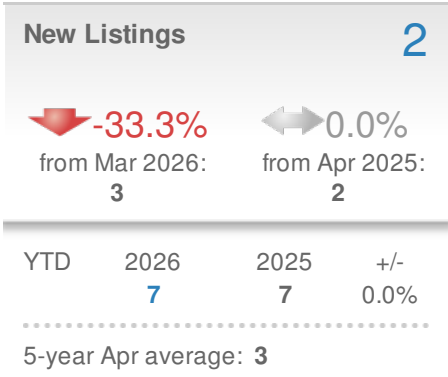 New Listings 2
-33.3% 0.0%
from Mar 2026: from Apr 2025:
3 2
YTD 2026 2025 +/-
7 7 0.0%
5-year Apr average: 3